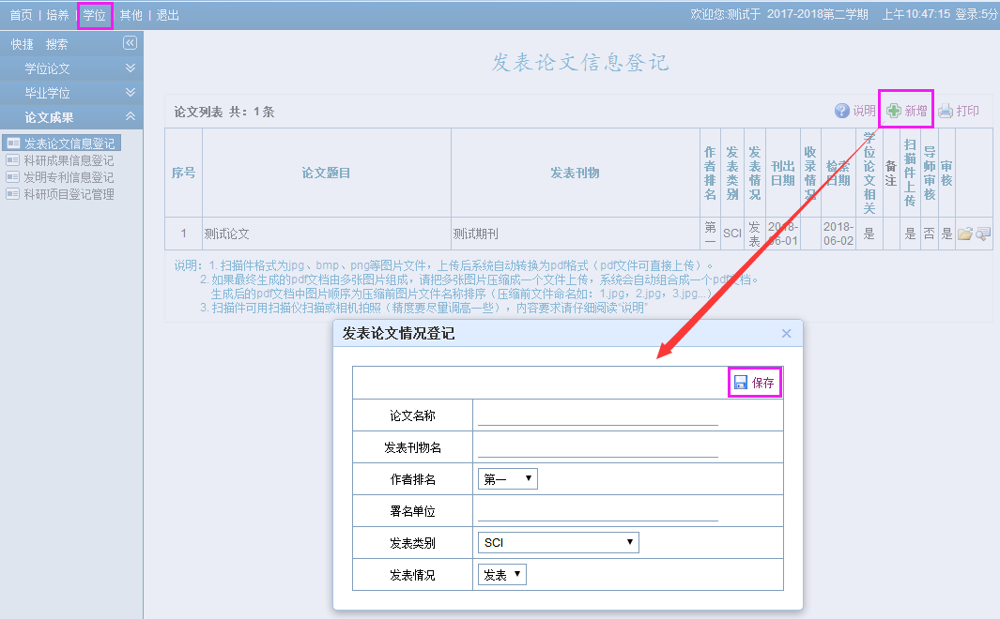 首页 | 培养 | 学位 | 其他 | 退出
欢迎您:测试于 2017-2018第二学期 上午10:47:15 登录:5分
快捷 搜索
学位论文
毕业学位
论文成果
发表论文信息登记
科研成果信息登记
发明专利信息登记
科研项目登记管理
发表论文信息登记
论文列表 共：1 条
说明 新增 打印
序号 论文题目 发表刊物 作者排名 发表类别 发表情况 刊出日期 收录情况 检索日期 学位论文相关 备注 扫描件上传 导师审核 审核
1 测试论文 测试期刊 第一 SCI 发表 2018-06-01 2018-06-02 是 是 否 是
说明：1. 扫描件格式为jpg、bmp、png等图片文件，上传后系统自动转换为pdf格式（pdf文件可直接上传）。
2. 如果最终生成的pdf文档由多张图片组成，请把多张图片压缩成一个文件上传，系统会自动组合成一个pdf文档。
生成后的pdf文档中图片顺序为压缩前图片文件名称排序（压缩前文件命名如：1.jpg，2.jpg，3.jpg...）
3. 扫描件可用扫描仪扫描或相机拍照（精度要尽量调高一些），内容要求请仔细阅读“说明”
发表论文情况登记
保存
论文名称
发表刊物名
作者排名 第一
署名单位
发表类别 SCI
发表情况 发表